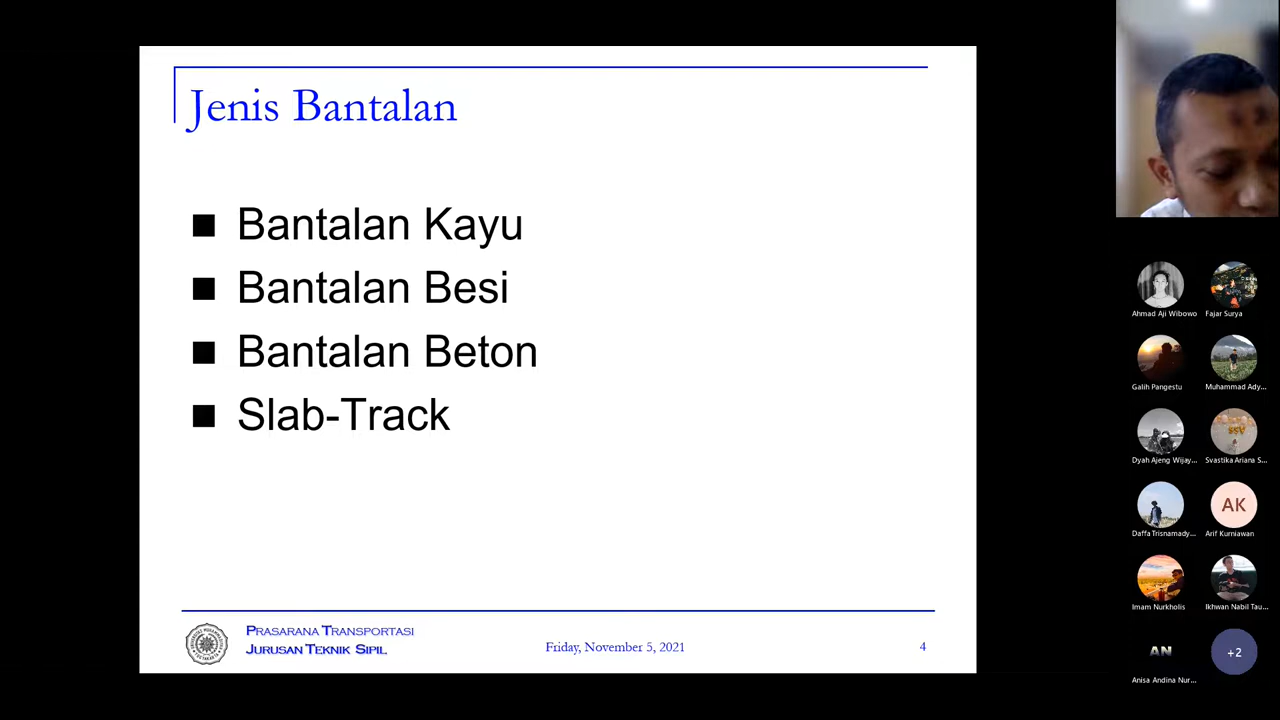 Jenis Bantalan
Bantalan Kayu
Bantalan Besi
Bantalan Beton
Slab-Track
PRASARANA TRANSPORTASI
JURUSAN TEKNIK SIPIL
Friday, November 5, 2021
4
Ahmad Aji Wibowo
Fajar Surya
Galih Pangestu
Muhammad Ady...
Dyah Ajeng Wijay...
Svastika Ariana S...
Daffa Trisnamady...
AK
Arif Kurniawan
Imam Nurkholis
Ikhwan Nabil Tau...
AN
+2
Anisa Andina Nur...